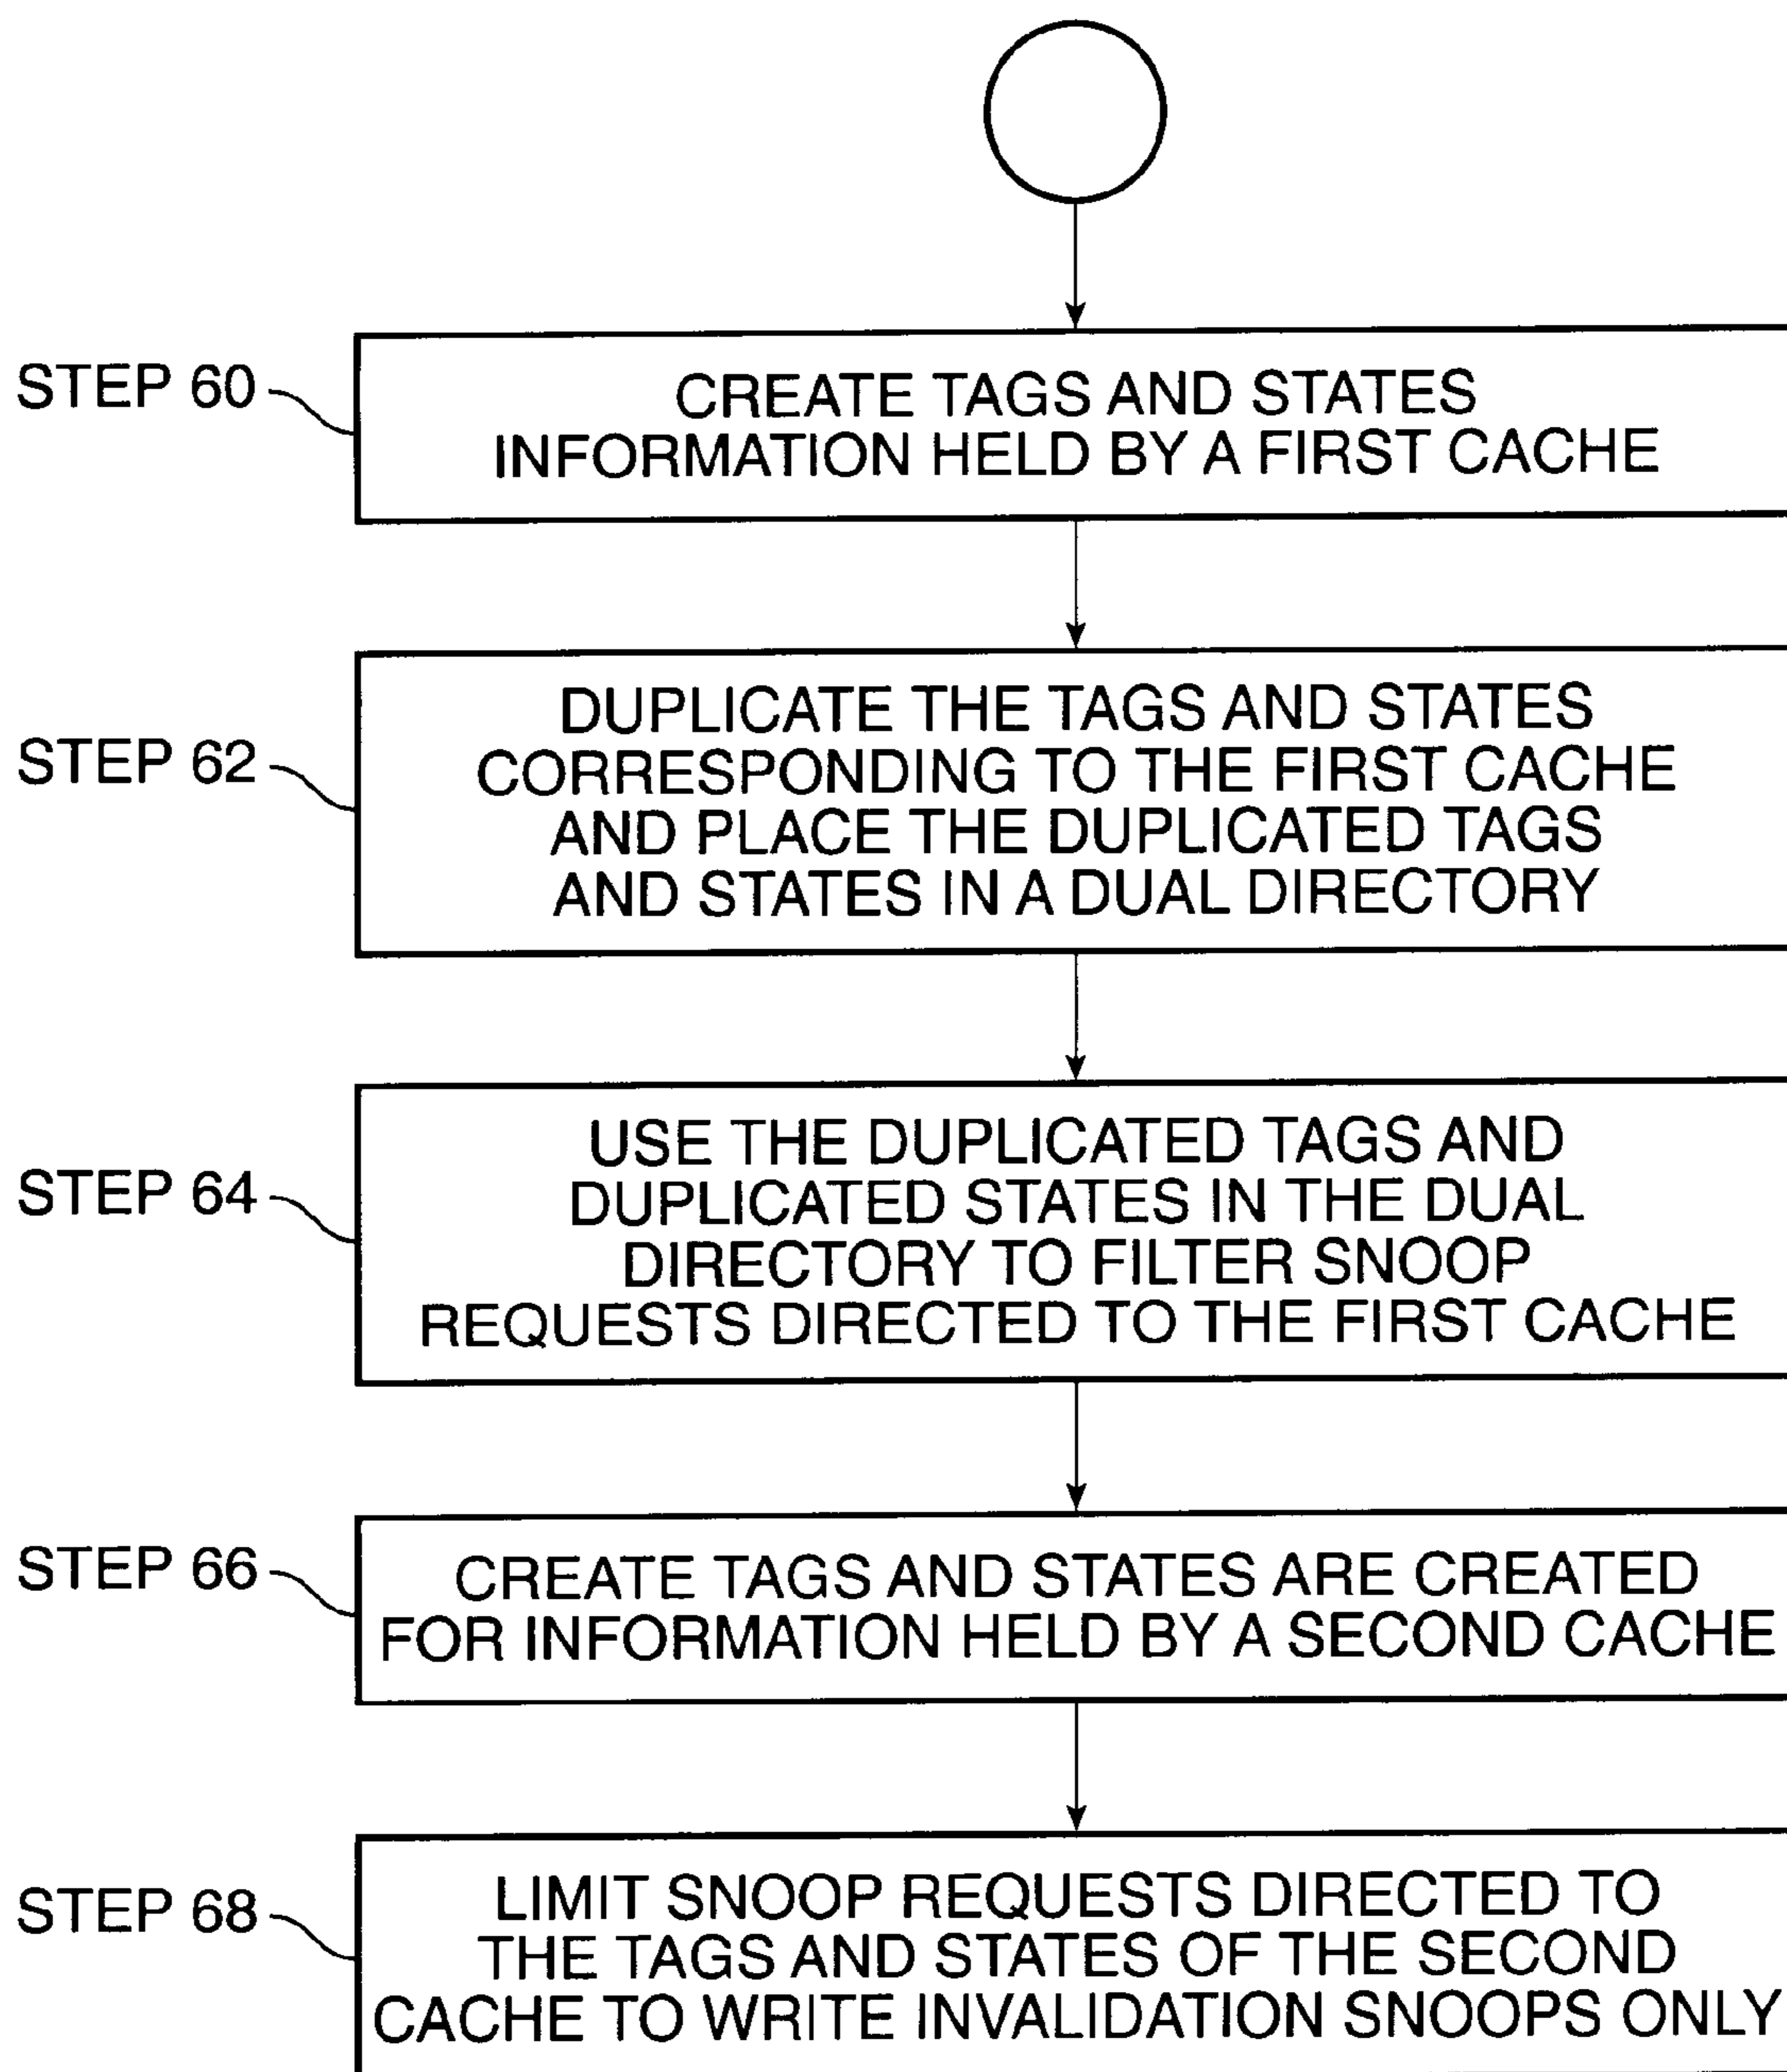 STEP 60
CREATE TAGS AND STATES
INFORMATION HELD BY A FIRST CACHE
STEP 62
DUPLICATE THE TAGS AND STATES
CORRESPONDING TO THE FIRST CACHE
AND PLACE THE DUPLICATED TAGS
AND STATES IN A DUAL DIRECTORY
STEP 64
USE THE DUPLICATED TAGS AND
DUPLICATED STATES IN THE DUAL
DIRECTORY TO FILTER SNOOP
REQUESTS DIRECTED TO THE FIRST CACHE
STEP 66
CREATE TAGS AND STATES ARE CREATED
FOR INFORMATION HELD BY A SECOND CACHE
STEP 68
LIMIT SNOOP REQUESTS DIRECTED TO
THE TAGS AND STATES OF THE SECOND
CACHE TO WRITE INVALIDATION SNOOPS ONLY